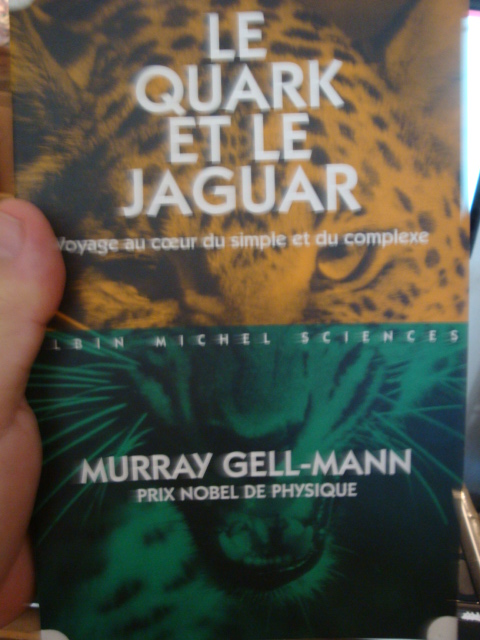 LE
QUARK
ET LE
JAGUAR
Voyage au cœur du simple et du complexe
LBIN MICHEL SCIENCES
MURRAY GELL-MANN
PRIX NOBEL DE PHYSIQUE